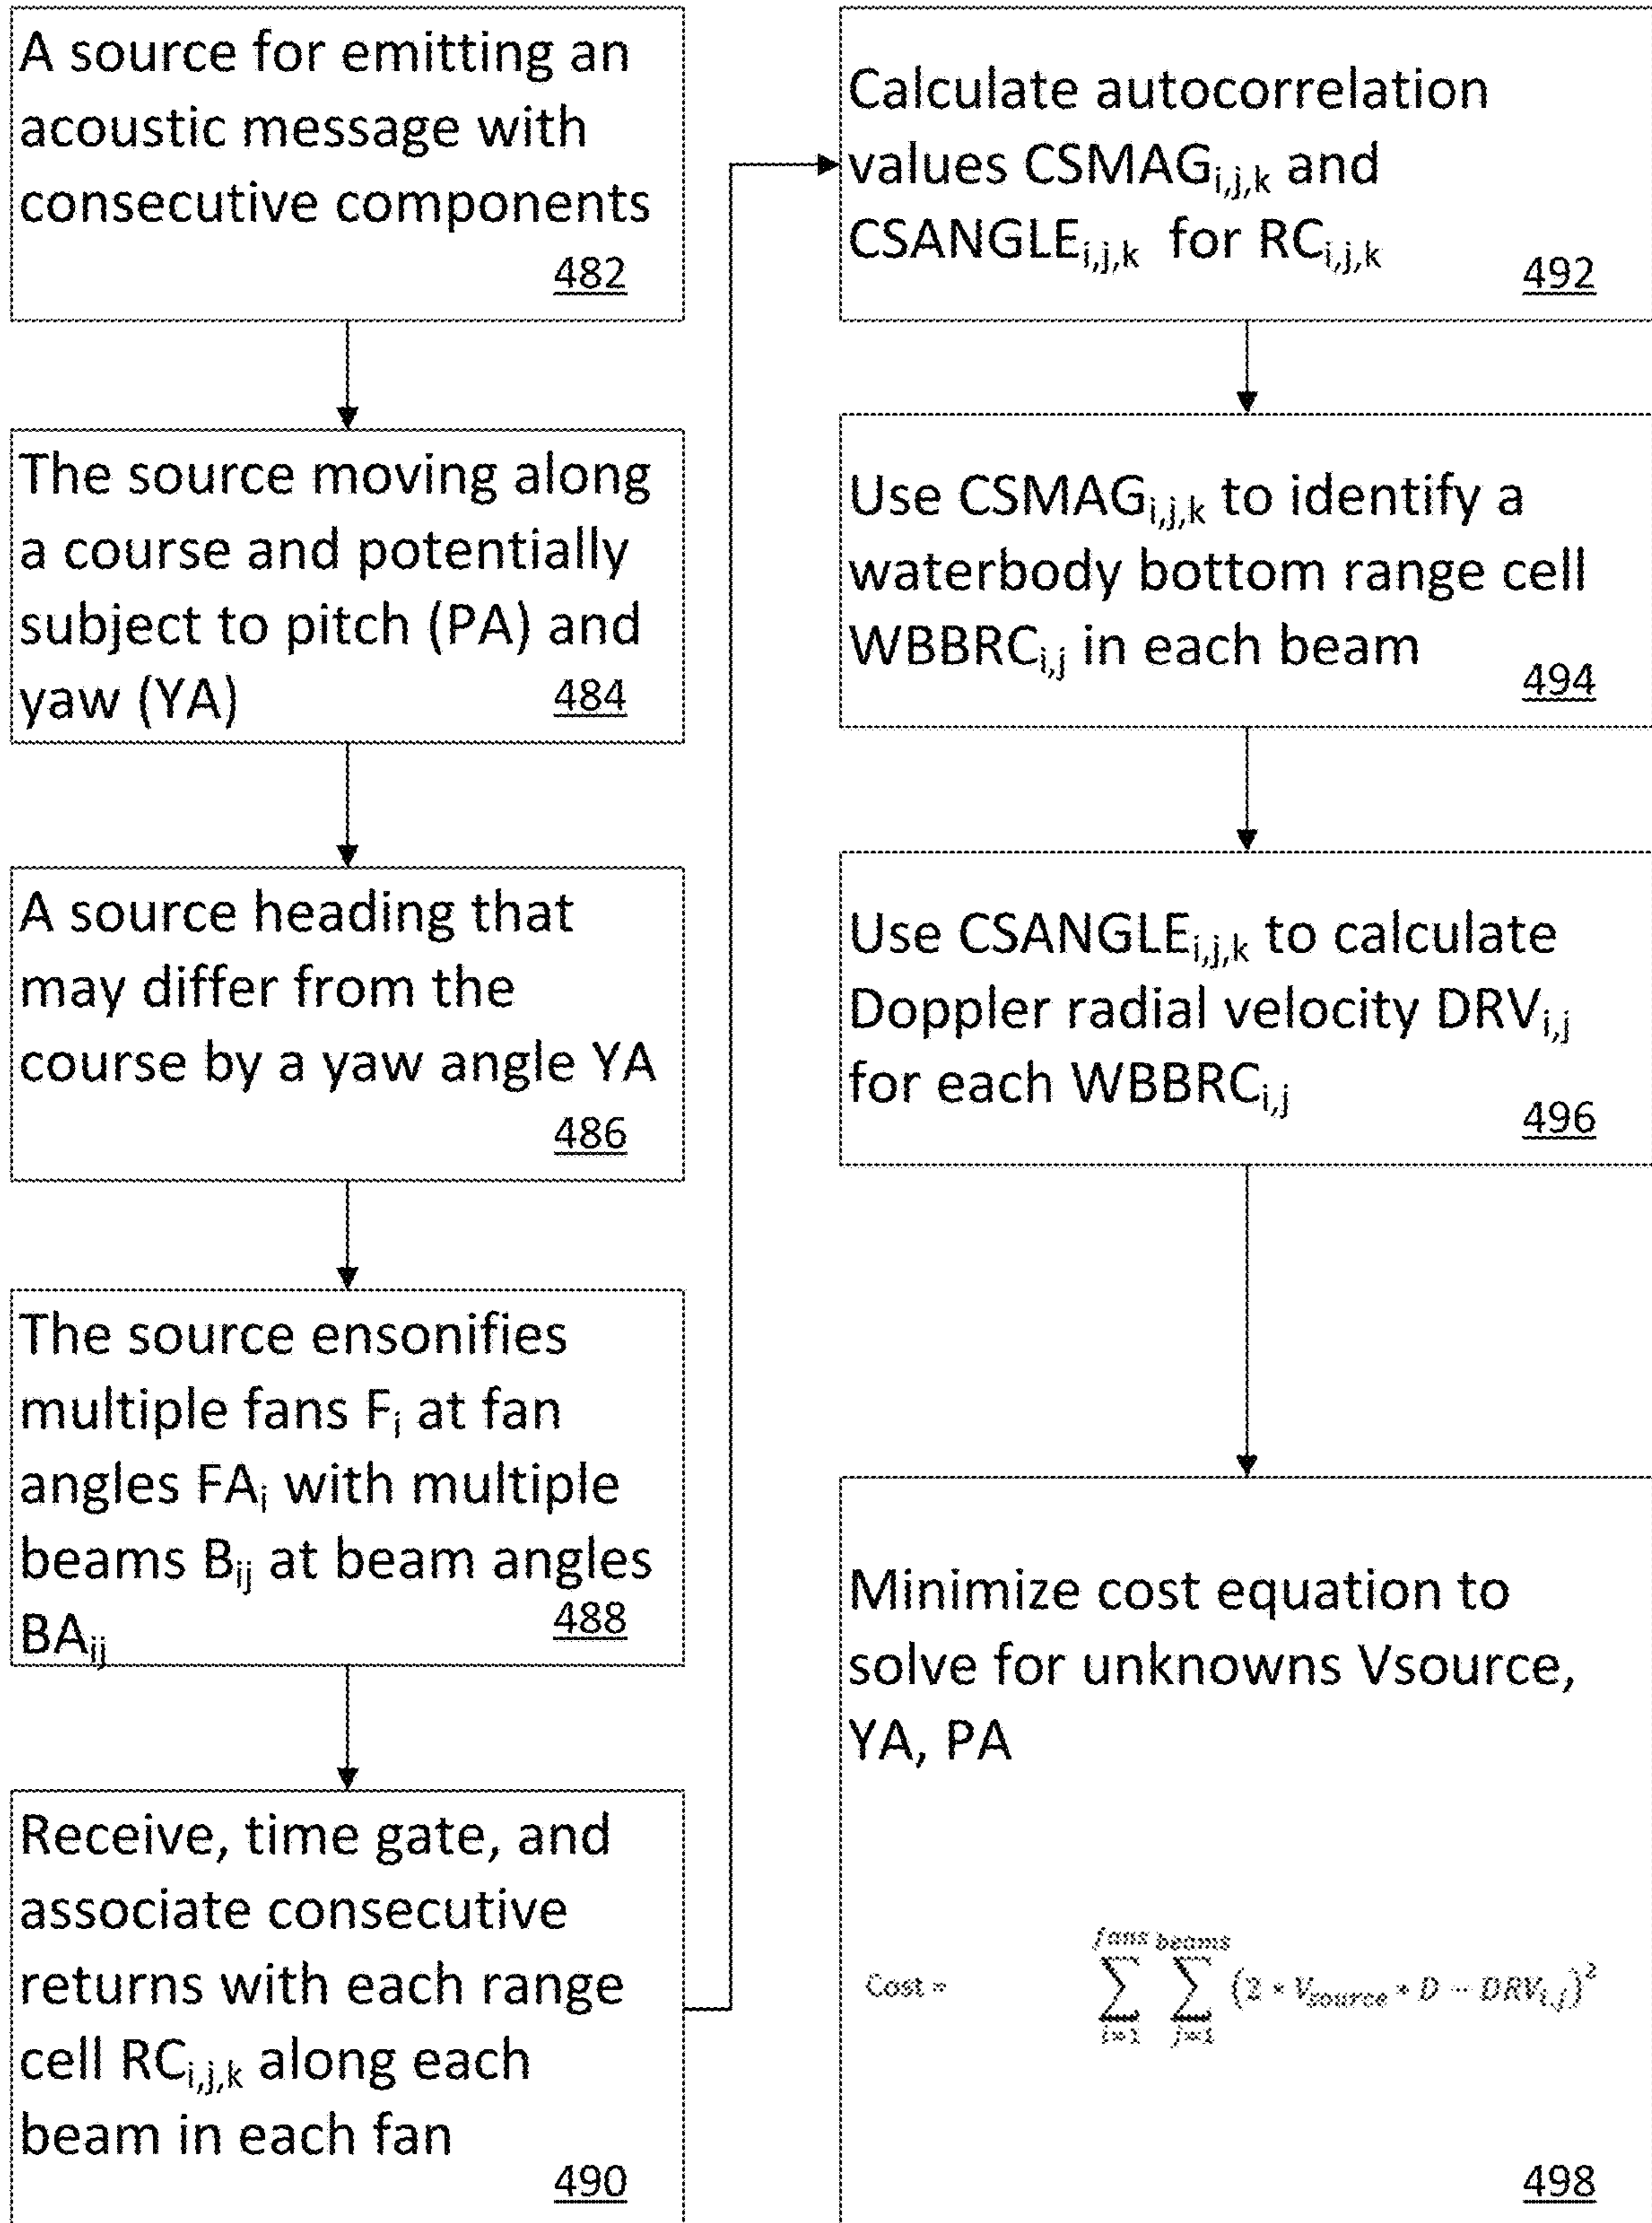 A source for emitting an
acoustic message with
consecutive components
482
The source moving along
a course and potentially
subject to pitch (PA) and
yaw (YA) 484
A source heading that
may differ from the
course by a yaw angle YA
486
The source ensonifies
multiple fans Fᵢ at fan
angles FAᵢ with multiple
beams Bᵢⱼ at beam angles
BAᵢⱼ 488
Receive, time gate, and
associate consecutive
returns with each range
cell RCᵢ,ⱼ,ₖ along each
beam in each fan
490
Calculate autocorrelation
values CSMAGᵢ,ⱼ,ₖ and
CSANGLEᵢ,ⱼ,ₖ for RCᵢ,ⱼ,ₖ
492
Use CSMAGᵢ,ⱼ,ₖ to identify a
waterbody bottom range cell
WBBRCᵢ,ⱼ in each beam
494
Use CSANGLEᵢ,ⱼ,ₖ to calculate
Doppler radial velocity DRVᵢ,ⱼ
for each WBBRCᵢ,ⱼ
496
Minimize cost equation to
solve for unknowns Vsource,
YA, PA
fans beams
Cost = ∑ ∑ (2 * V_source * D − DRVᵢ,ⱼ)²
i=1 j=1
498